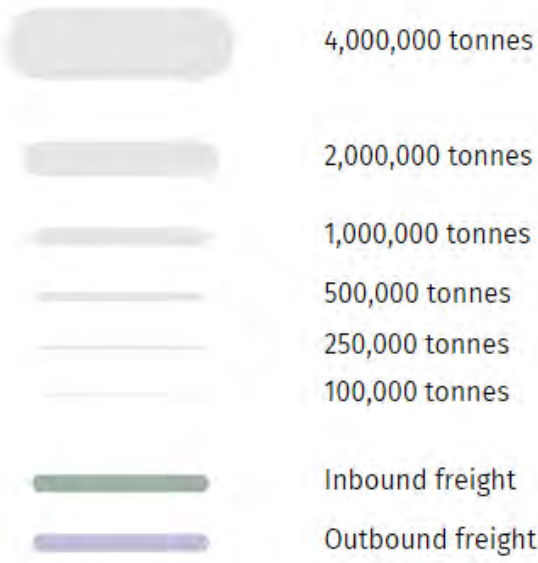 4,000,000 tonnes
2,000,000 tonnes
1,000,000 tonnes
500,000 tonnes
250,000 tonnes
100,000 tonnes
Inbound freight
Outbound freight